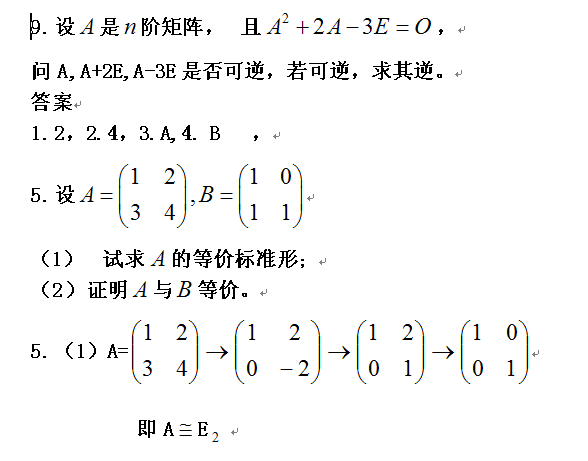 9. 设 A 是 n 阶矩阵， 且 A² + 2A − 3E = O，
问 A, A+2E, A-3E 是否可逆，若可逆，求其逆。
答案
1. 2，2. 4，3. A, 4. B ，
5. 设 A = (1 2; 3 4), B = (1 0; 1 1)
（1） 试求 A 的等价标准形；
（2）证明 A 与 B 等价。
5.（1）A= (1 2; 3 4) → (1 2; 0 −2) → (1 2; 0 1) → (1 0; 0 1)
即 A ≅ E₂